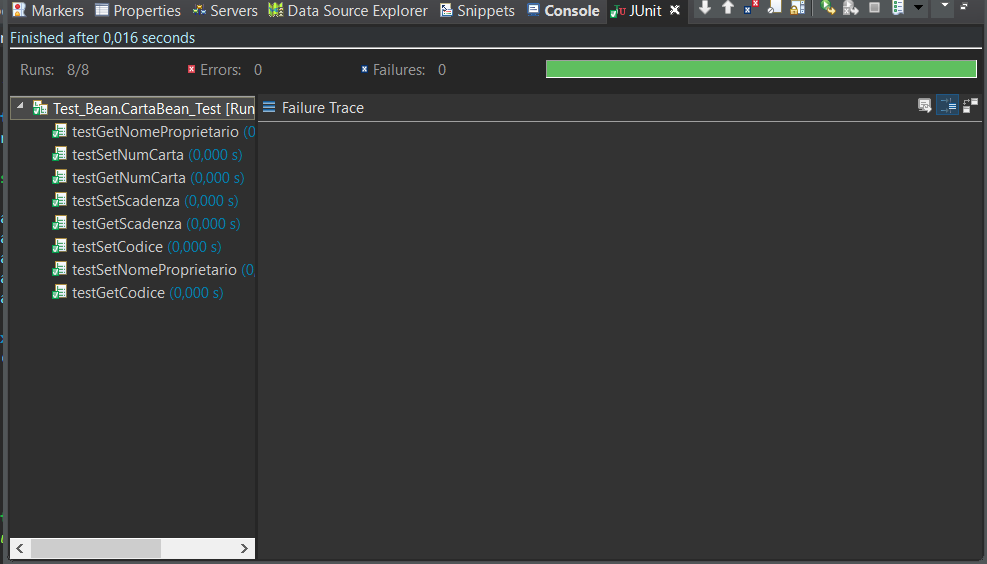 Markers Properties Servers Data Source Explorer Snippets Console JUnit
Finished after 0,016 seconds
Runs: 8/8 Errors: 0 Failures: 0
Test_Bean.CartaBean_Test [Run Failure Trace
testGetNomeProprietario (0
testSetNumCarta (0,000 s)
testGetNumCarta (0,000 s)
testSetScadenza (0,000 s)
testGetScadenza (0,000 s)
testSetCodice (0,000 s)
testSetNomeProprietario (0,
testGetCodice (0,000 s)